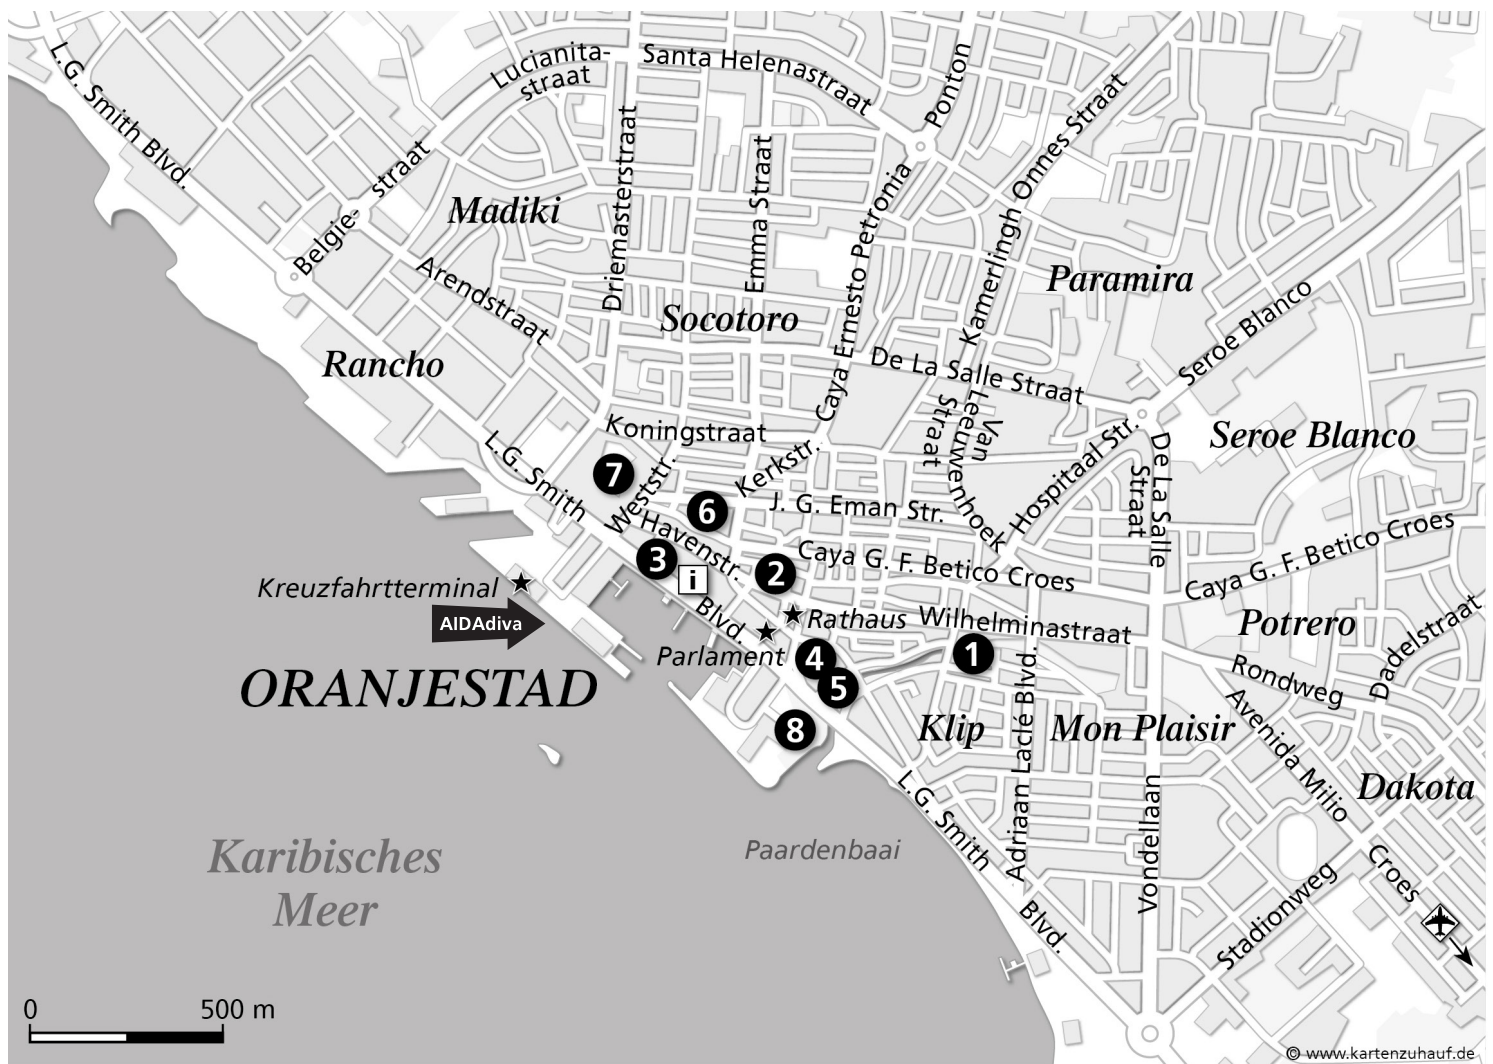 L.G. Smith Blvd.
Lucianita-
straat
Santa Helenastraat
Ponton
Kamerlingh Onnes Straat
Belgie-
straat
Madiki
Driemasterstraat
Emma Straat
Caya Ernesto Petronia
Arendstraat
Paramira
Socotoro
Seroe Blanco
Rancho
De La Salle Straat
Van
Leeuwenhoek
Straat
Koningstraat
Hospitaal Str.
De La Salle
Straat
Seroe Blanco
L.G. Smith
Weststr.
Kerkstr.
7
6
J. G. Eman Str.
Havenstr.
3
i
2
Caya G. F. Betico Croes
Caya G. F. Betico Croes
Kreuzfahrtterminal
AIDAdiva
Blvd.
Rathaus
Wilhelminastraat
Potrero
Dadelstraat
Parlament
4
1
5
Rondweg
ORANJESTAD
8
Klip
Adriaan Laclé Blvd.
Mon Plaisir
Avenida Milio
Croes
Dakota
L.G. Smith
Blvd.
Vondellaan
Paardenbaai
Karibisches
Meer
Stadionweg
0 500 m
© www.kartenzuhauf.de